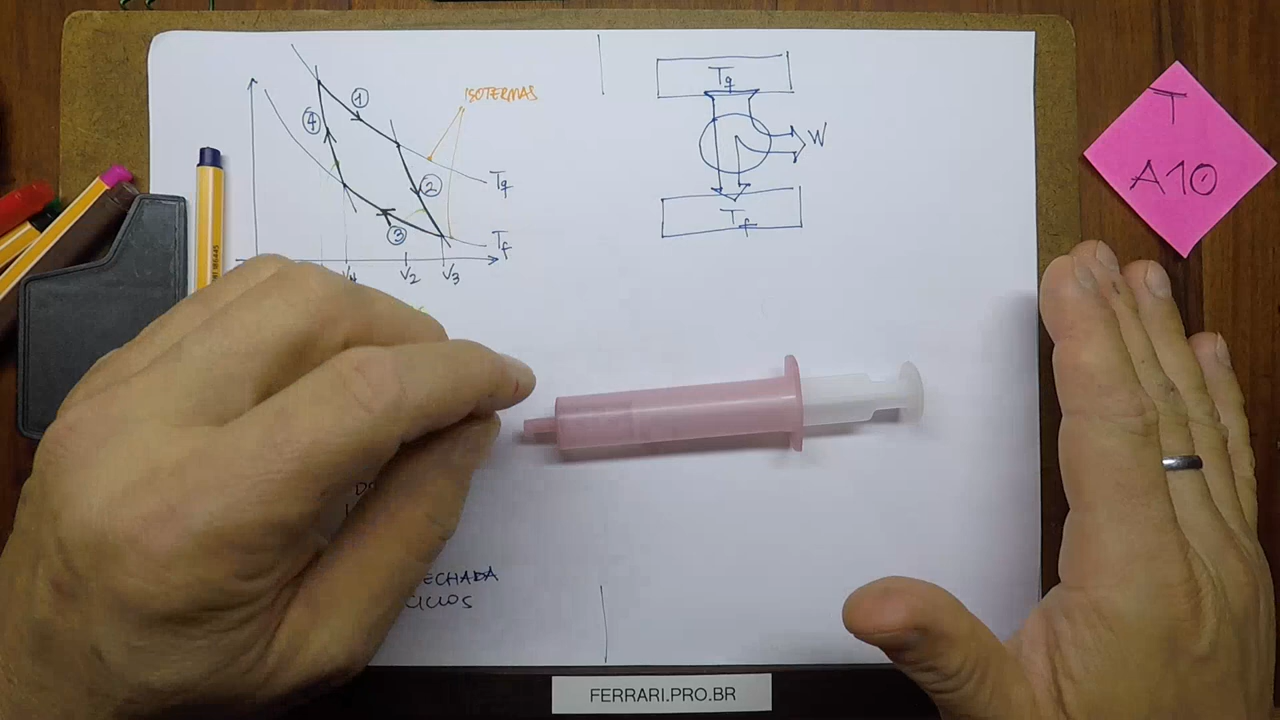 ISOTERMAS
①
④
②
③
Tq
Tf
V4
V2
V3
Tq
W
Tf
T
A10
ECHADA
CICLOS
FERRARI.PRO.BR